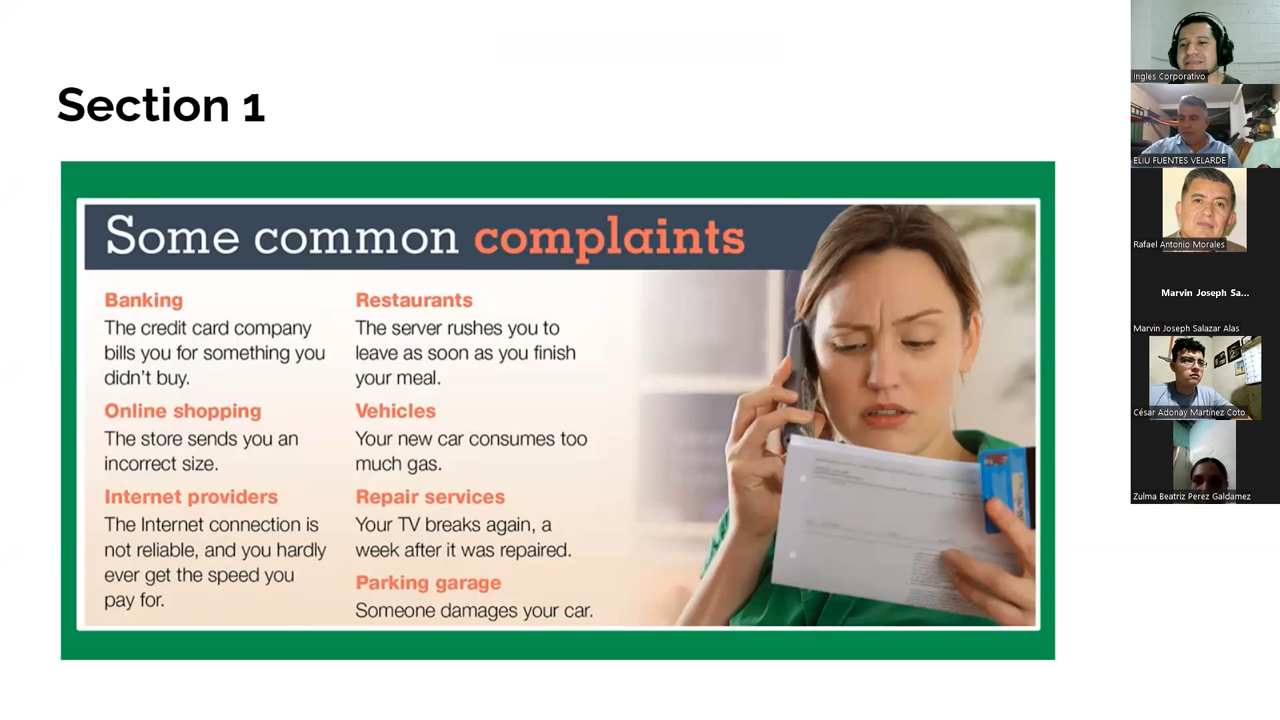 Section 1
Some common complaints
Banking
The credit card company
bills you for something you
didn't buy.
Online shopping
The store sends you an
incorrect size.
Internet providers
The Internet connection is
not reliable, and you hardly
ever get the speed you
pay for.
Restaurants
The server rushes you to
leave as soon as you finish
your meal.
Vehicles
Your new car consumes too
much gas.
Repair services
Your TV breaks again, a
week after it was repaired.
Parking garage
Someone damages your car.
Ingles Corporativo
ELIU FUENTES VELARDE
Rafael Antonio Morales
Marvin Joseph Sa...
Marvin Joseph Salazar Alas
César Adonay Martínez Coto
Zulma Beatriz Perez Galdamez